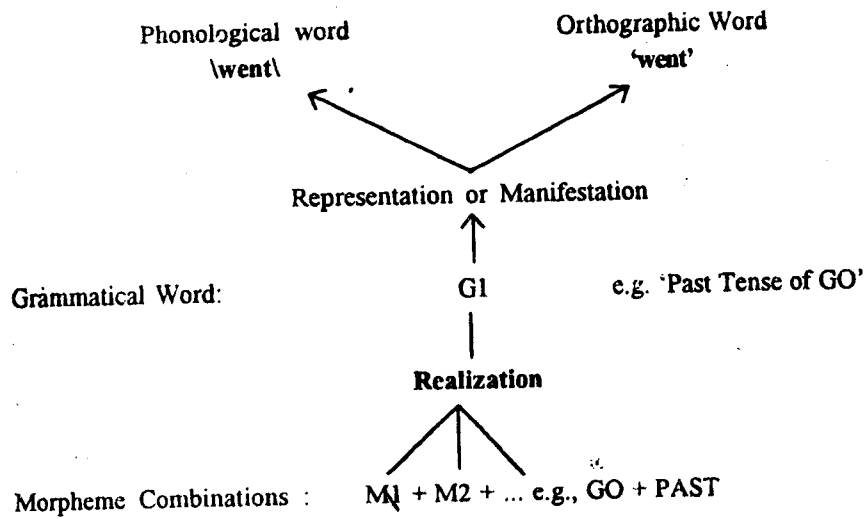 Phonological word
\went\
Orthographic Word
'went'
Representation or Manifestation
Grammatical Word: G1 e.g. 'Past Tense of GO'
Realization
Morpheme Combinations : M1 + M2 + ... e.g., GO + PAST